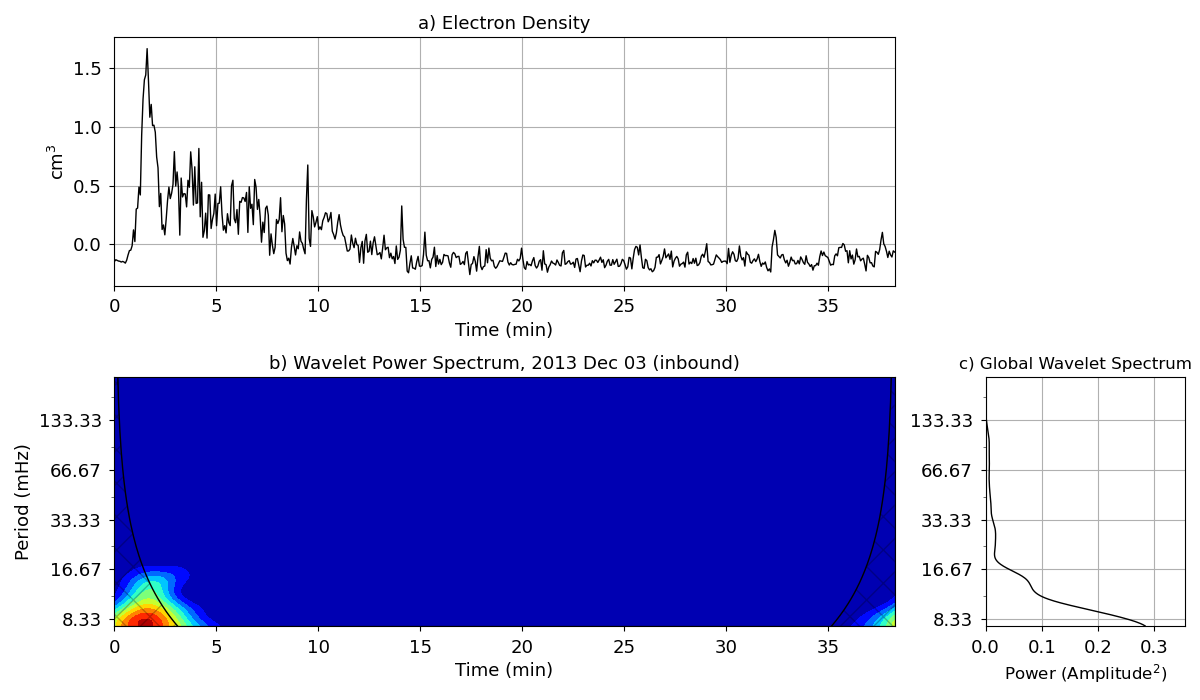 a) Electron Density
cm³
1.5
1.0
0.5
0.0
0 5 10 15 20 25 30 35
Time (min)
b) Wavelet Power Spectrum, 2013 Dec 03 (inbound)
c) Global Wavelet Spectrum
Period (mHz)
133.33
66.67
33.33
16.67
8.33
0 5 10 15 20 25 30 35
Time (min)
133.33
66.67
33.33
16.67
8.33
0.0 0.1 0.2 0.3
Power (Amplitude²)